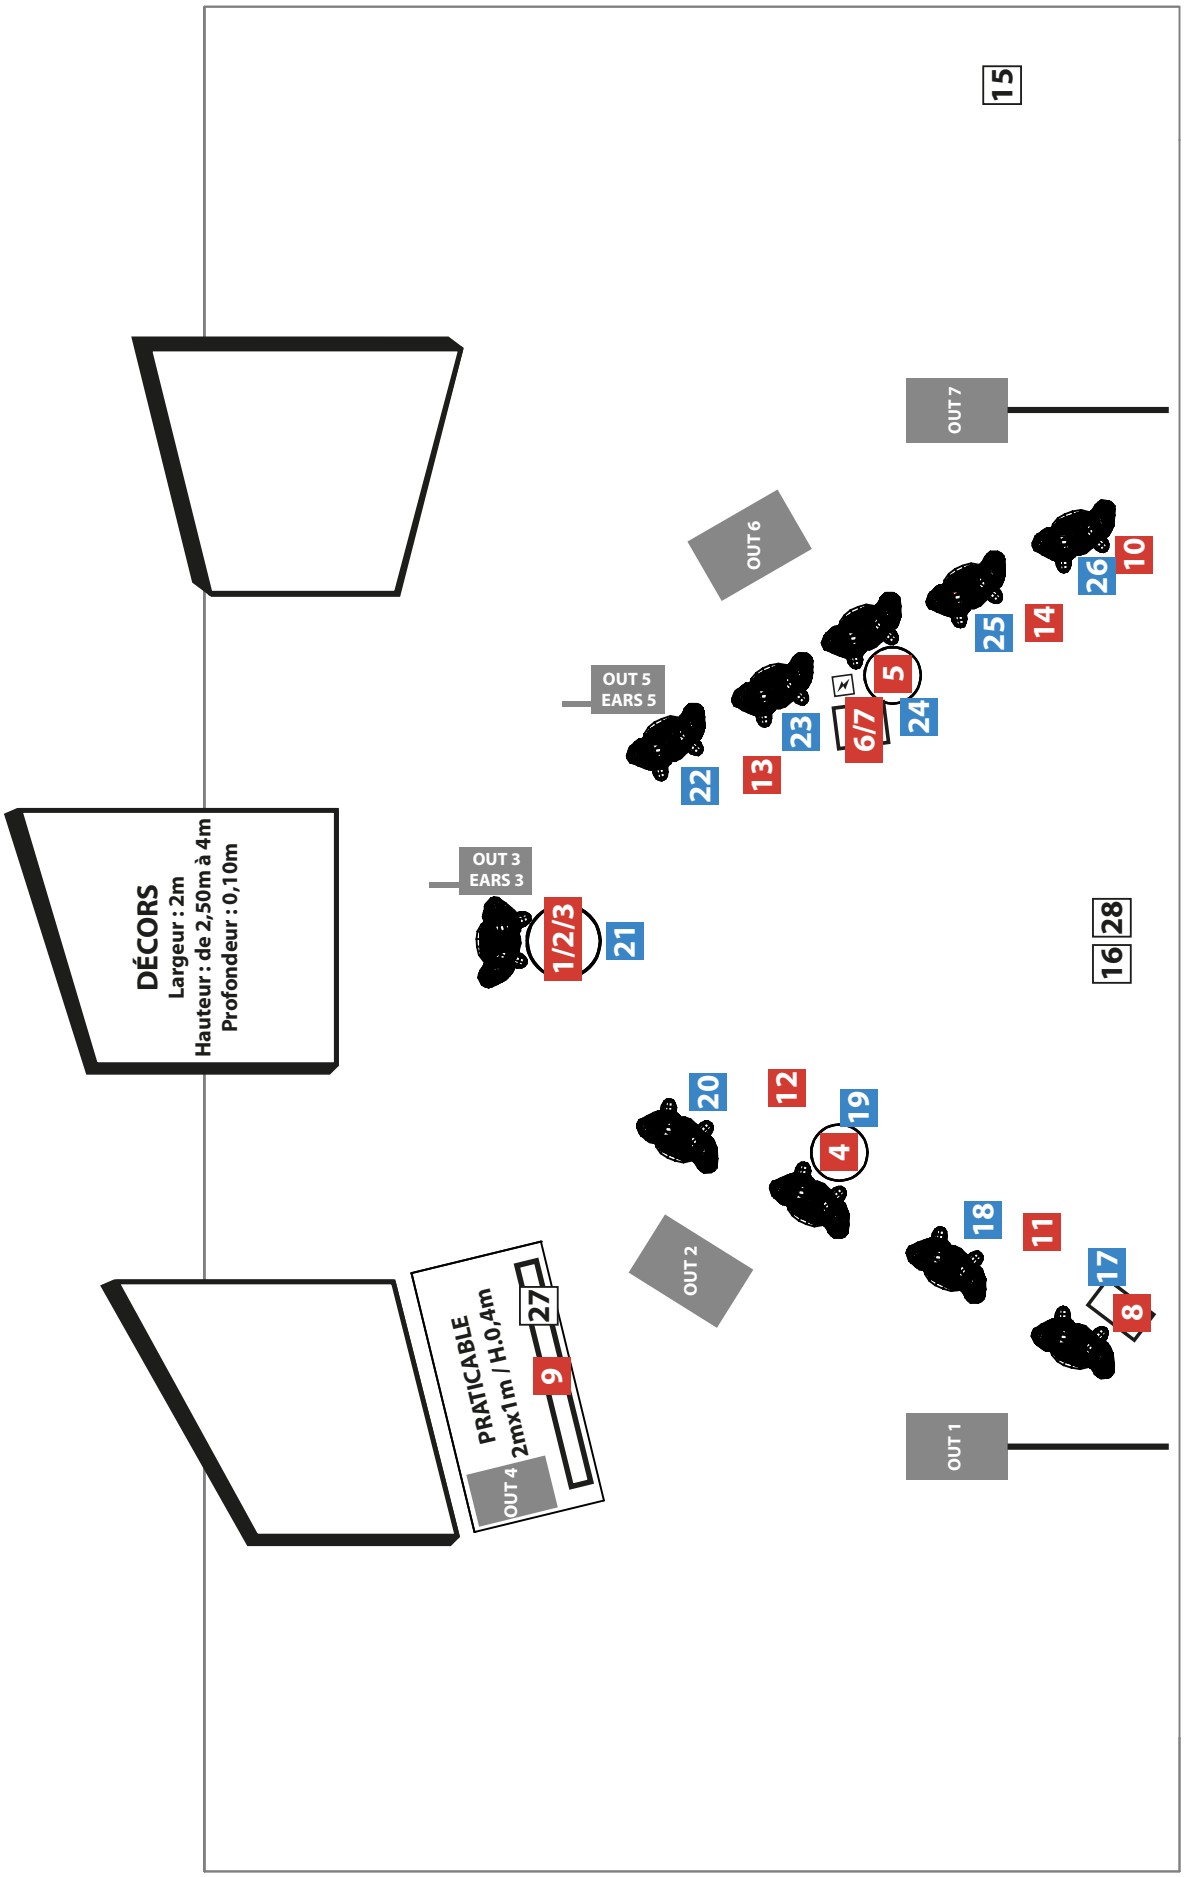 DÉCORS
Largeur : 2m
Hauteur : de 2,50m à 4m
Profondeur : 0,10m
PRATICABLE
2mx1m / H.0,4m
OUT 4
27
9
OUT 3
EARS 3
1/2/3
21
OUT 5
EARS 5
OUT 2
OUT 6
20
22
12
13
23
4
19
6/7
5
24
OUT 1
18
11
17
8
16
28
25
14
26
10
OUT 7
15